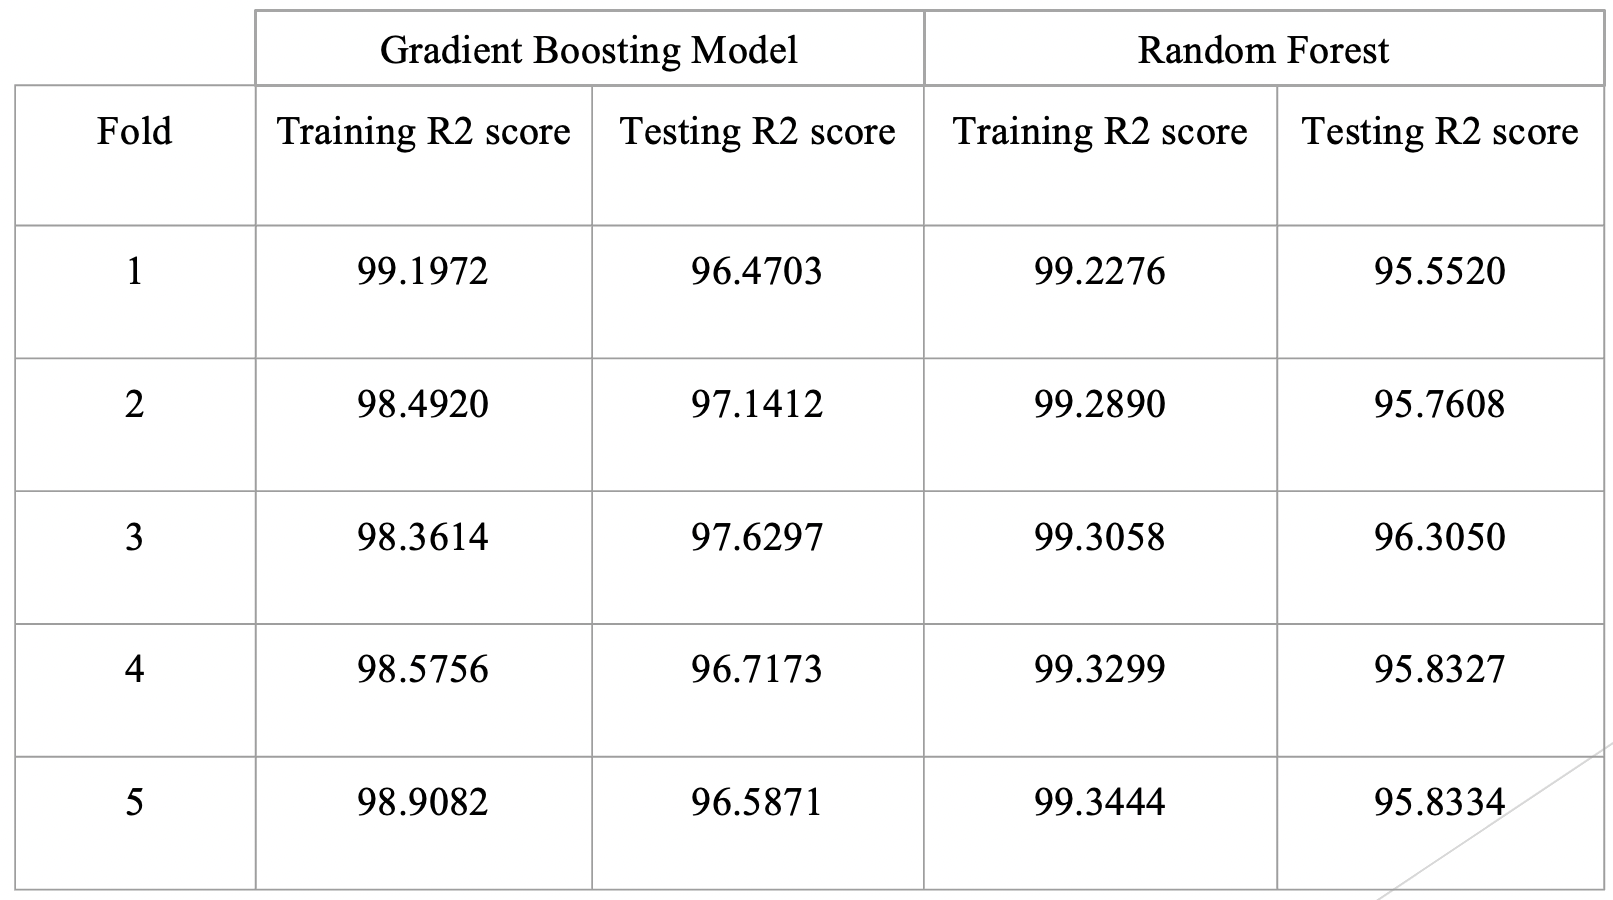 Gradient Boosting Model Random Forest
Fold Training R2 score Testing R2 score Training R2 score Testing R2 score
1 99.1972 96.4703 99.2276 95.5520
2 98.4920 97.1412 99.2890 95.7608
3 98.3614 97.6297 99.3058 96.3050
4 98.5756 96.7173 99.3299 95.8327
5 98.9082 96.5871 99.3444 95.8334